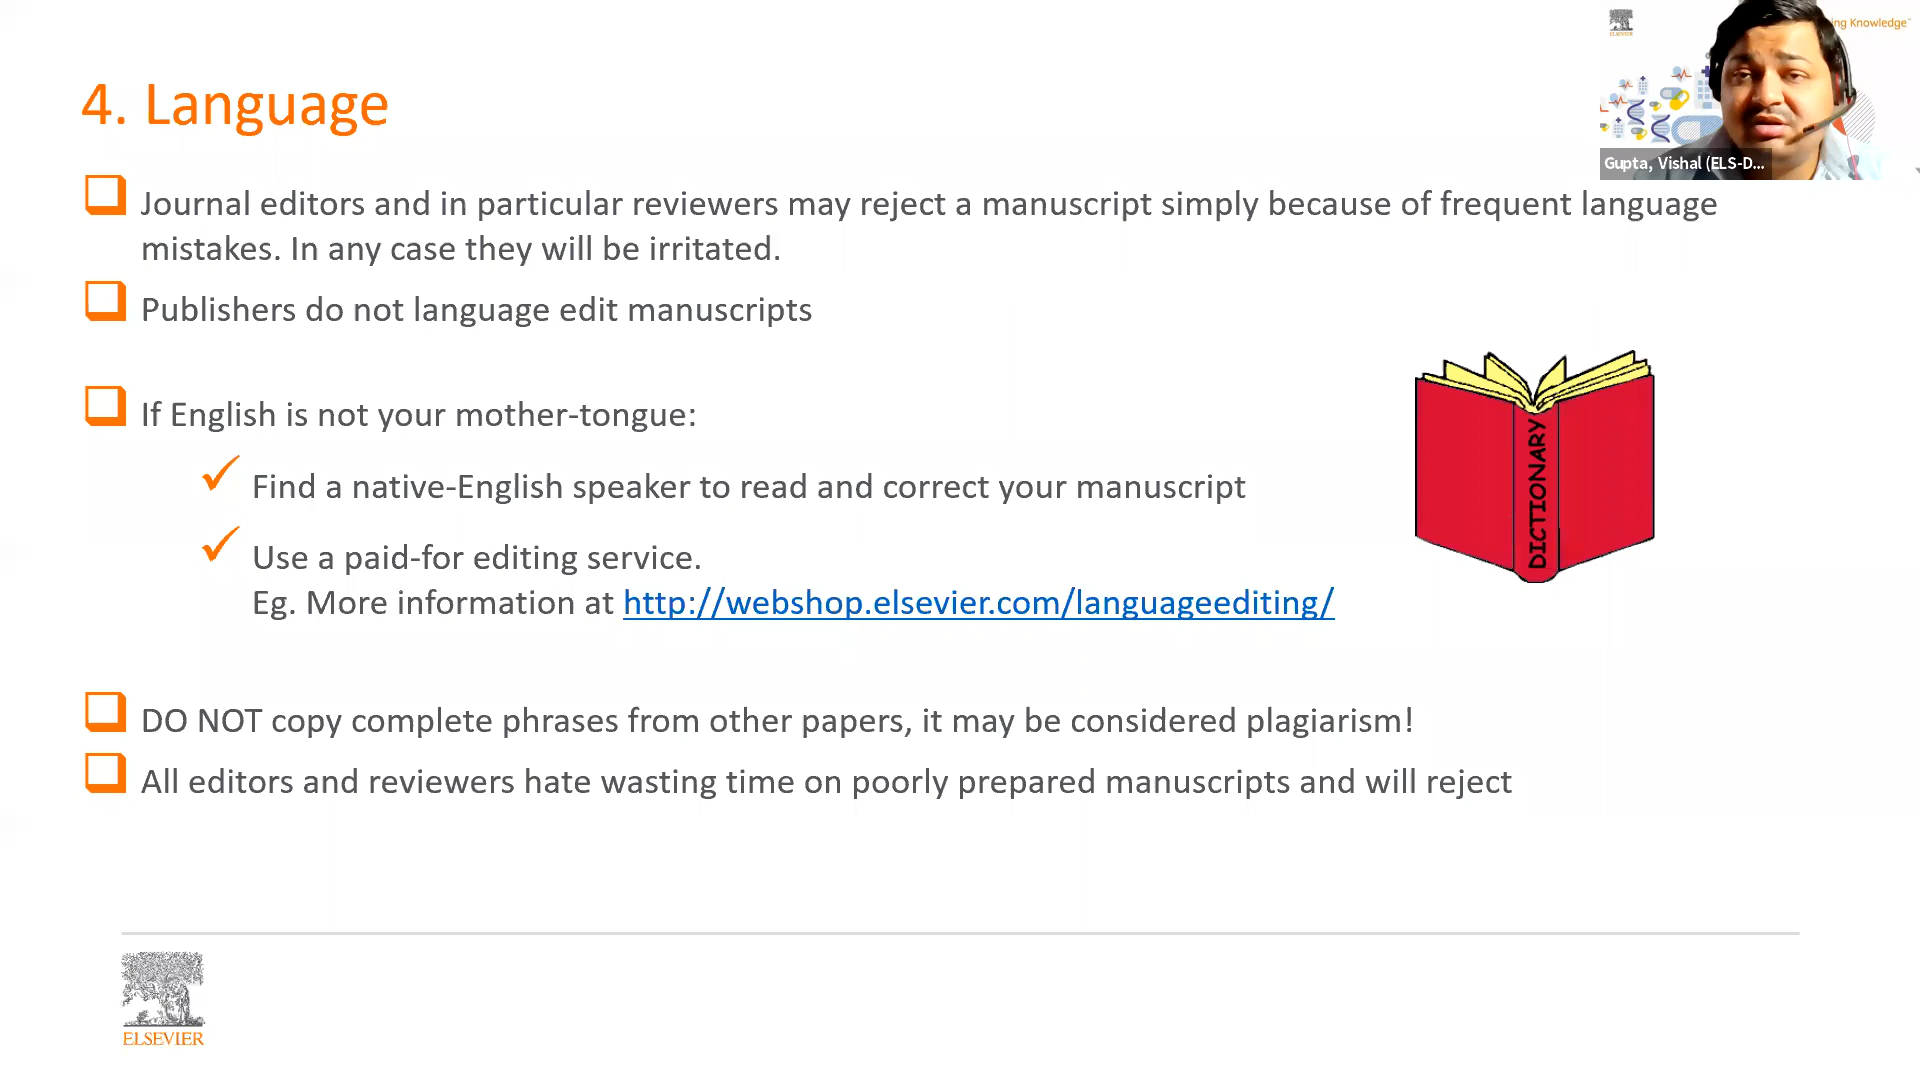 4. Language
Journal editors and in particular reviewers may reject a manuscript simply because of frequent language
mistakes. In any case they will be irritated.
Publishers do not language edit manuscripts
If English is not your mother-tongue:
Find a native-English speaker to read and correct your manuscript
Use a paid-for editing service.
Eg. More information at http://webshop.elsevier.com/languageediting/
DO NOT copy complete phrases from other papers, it may be considered plagiarism!
All editors and reviewers hate wasting time on poorly prepared manuscripts and will reject
DICTIONARY
ELSEVIER
ELSEVIER
ing Knowledge™
Gupta, Vishal (ELS-D...